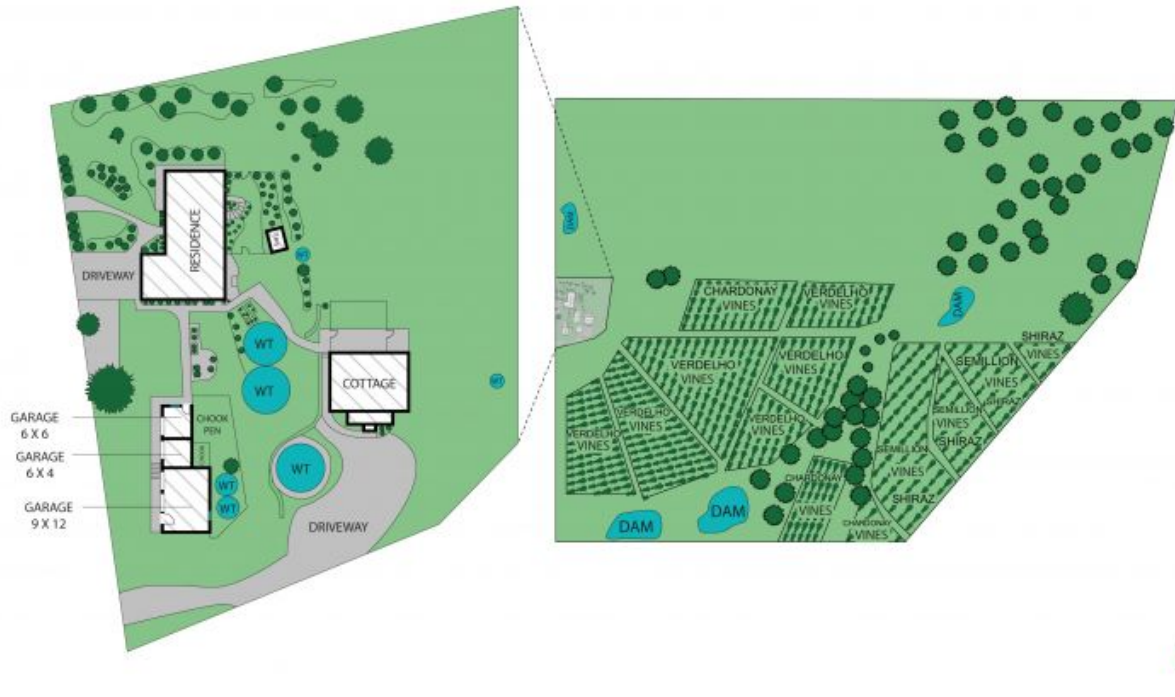 RESIDENCE
DRIVEWAY
WT
WT
WT
COTTAGE
WT
GARAGE
6 X 6
CHOOK
PEN
GARAGE
6 X 4
WT
WT
WT
GARAGE
9 X 12
DRIVEWAY
DAM
DAM
CHARDONAY
VINES
VERDELHO
VINES
SHIRAZ
VINES
VERDELHO
VINES
VERDELHO
VINES
SEMILLION
VINES
SHIRAZ
VERDELHO
VINES
VERDELHO
VINES
SEMILLION
VINES
SHIRAZ
VERDELHO
VINES
SEMILLION
VINES
SHIRAZ
CHARDONAY
VINES
CHARDONAY
VINES
DAM
DAM